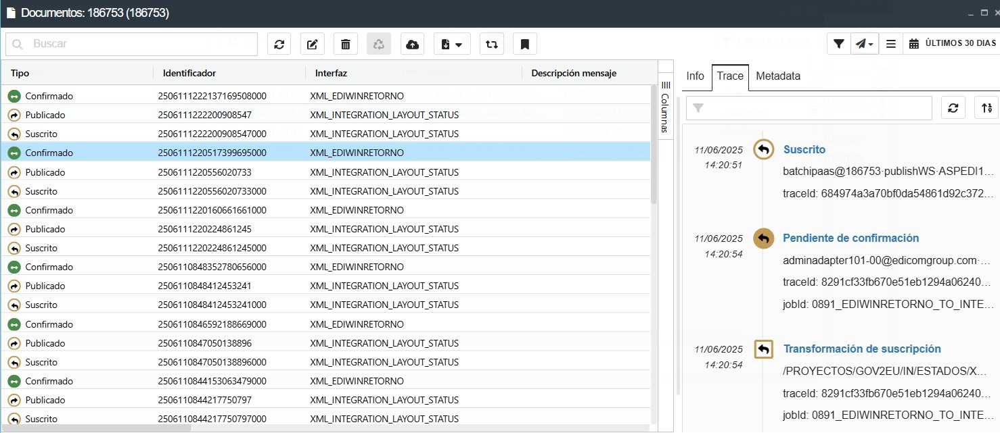 Documentos: 186753 (186753)
Buscar
ÚLTIMOS 30 DIAS
Tipo Identificador Interfaz Descripción mensaje
Confirmado 2506111222137169508000 XML_EDIWINRETORNO
Publicado 2506111222200908547 XML_INTEGRATION_LAYOUT_STATUS
Suscrito 2506111222200908547000 XML_INTEGRATION_LAYOUT_STATUS
Confirmado 2506111220517399695000 XML_EDIWINRETORNO
Publicado 2506111220556020733 XML_INTEGRATION_LAYOUT_STATUS
Suscrito 2506111220556020733000 XML_INTEGRATION_LAYOUT_STATUS
Confirmado 2506111220160661661000 XML_EDIWINRETORNO
Publicado 2506111220224861245 XML_INTEGRATION_LAYOUT_STATUS
Suscrito 2506111220224861245000 XML_INTEGRATION_LAYOUT_STATUS
Confirmado 2506110848352780656000 XML_EDIWINRETORNO
Publicado 2506110848412453241 XML_INTEGRATION_LAYOUT_STATUS
Suscrito 2506110848412453241000 XML_INTEGRATION_LAYOUT_STATUS
Confirmado 2506110846592188669000 XML_EDIWINRETORNO
Publicado 2506110847050138896 XML_INTEGRATION_LAYOUT_STATUS
Suscrito 2506110847050138896000 XML_INTEGRATION_LAYOUT_STATUS
Confirmado 2506110844153063479000 XML_EDIWINRETORNO
Publicado 2506110844217750797 XML_INTEGRATION_LAYOUT_STATUS
Suscrito 2506110844217750797000 XML_INTEGRATION_LAYOUT_STATUS
Columnas
Info Trace Metadata
11/06/2025 Suscrito
14:20:51
batchipaas@186753·publishWS·ASPEDI1...
traceId: 684974a3a70bf0da54861d92c372...
11/06/2025 Pendiente de confirmación
14:20:54
adminadapter101-00@edicomgroup.com·...
traceId: 8291cf33fb670e51eb1294a06240...
jobId: 0891_EDIWINRETORNO_TO_INTE...
11/06/2025 Transformación de suscripción
14:20:54
/PROYECTOS/GOV2EU/IN/ESTADOS/X...
traceId: 8291cf33fb670e51eb1294a06240...
jobId: 0891_EDIWINRETORNO_TO_INTE...